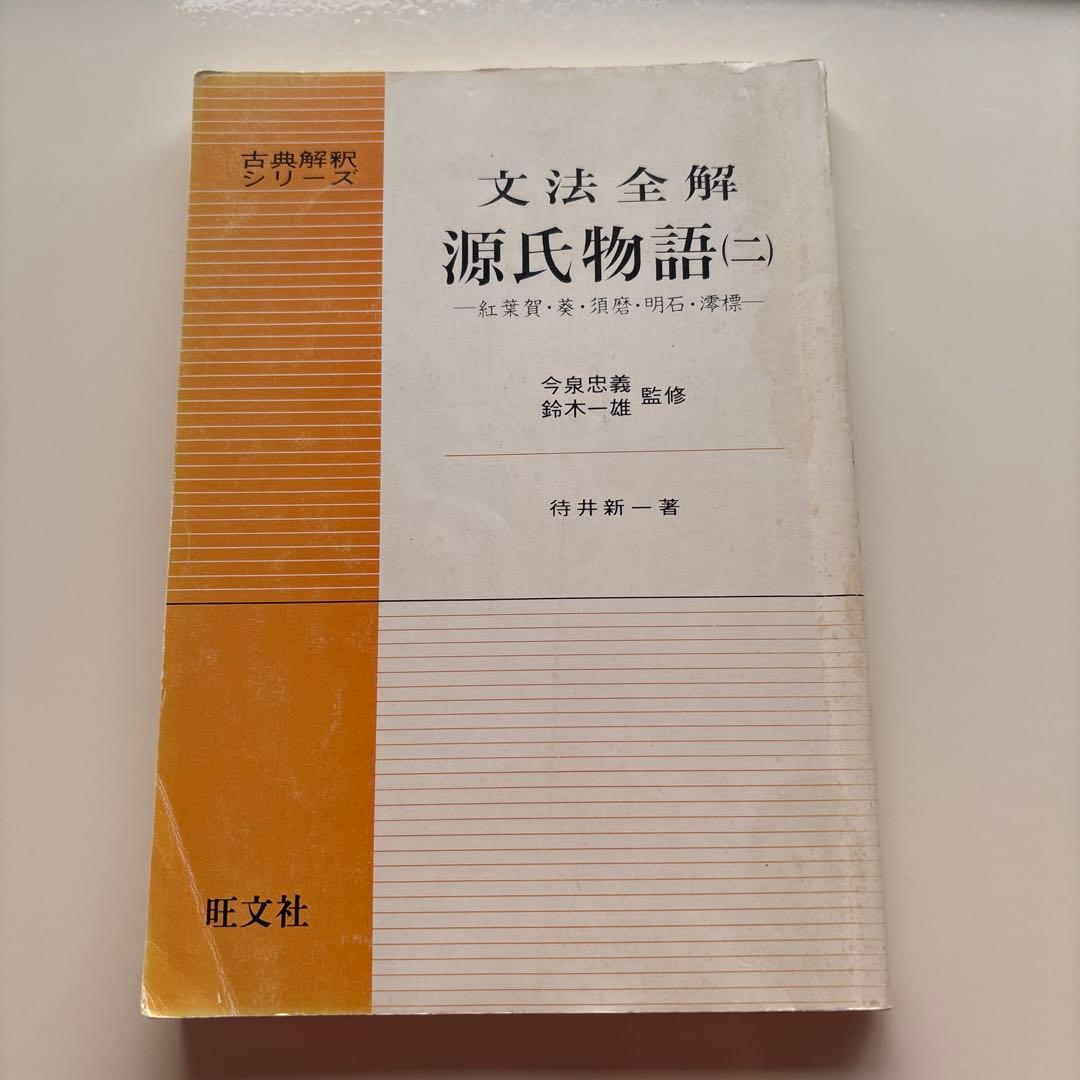 古典解釈
シリーズ
文法全解
源氏物語(二)
―紅葉賀・葵・須磨・明石・澪標―
今泉忠義
鈴木一雄
監修
待井新一著
旺文社